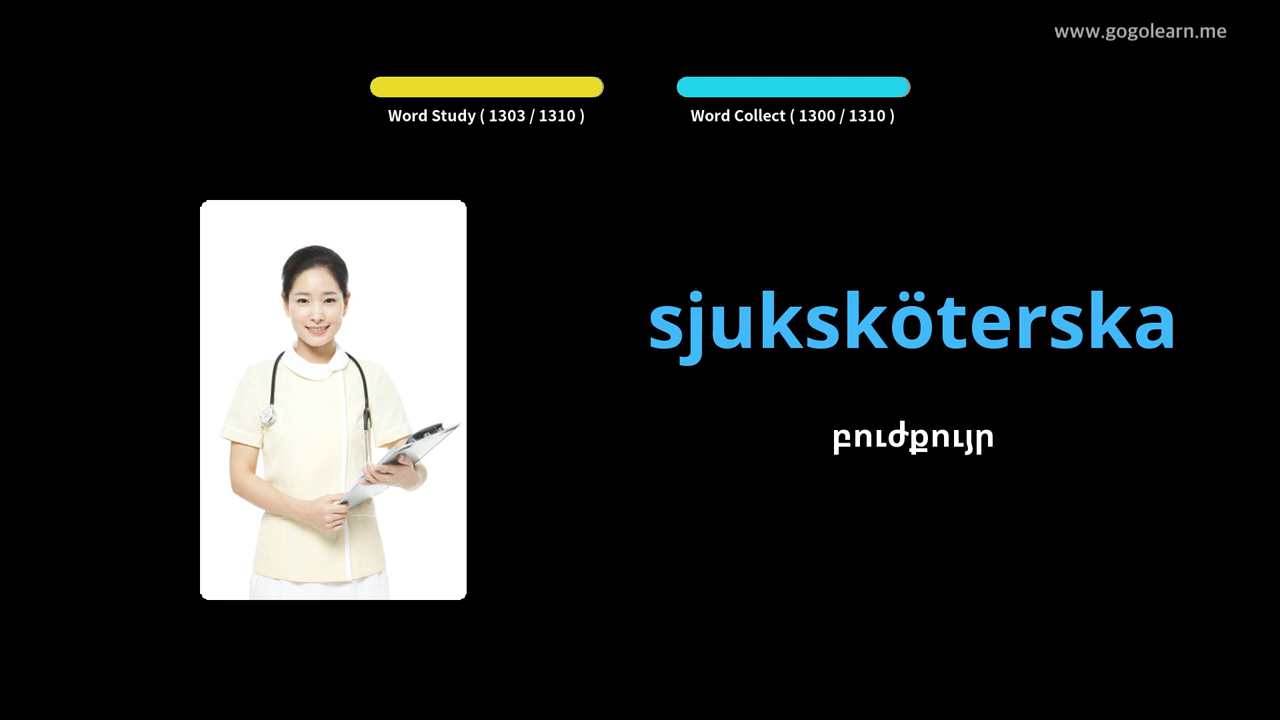 www.gogolearn.me
Word Study ( 1303 / 1310 )
Word Collect ( 1300 / 1310 )
sjuksköterska
բուժքույր